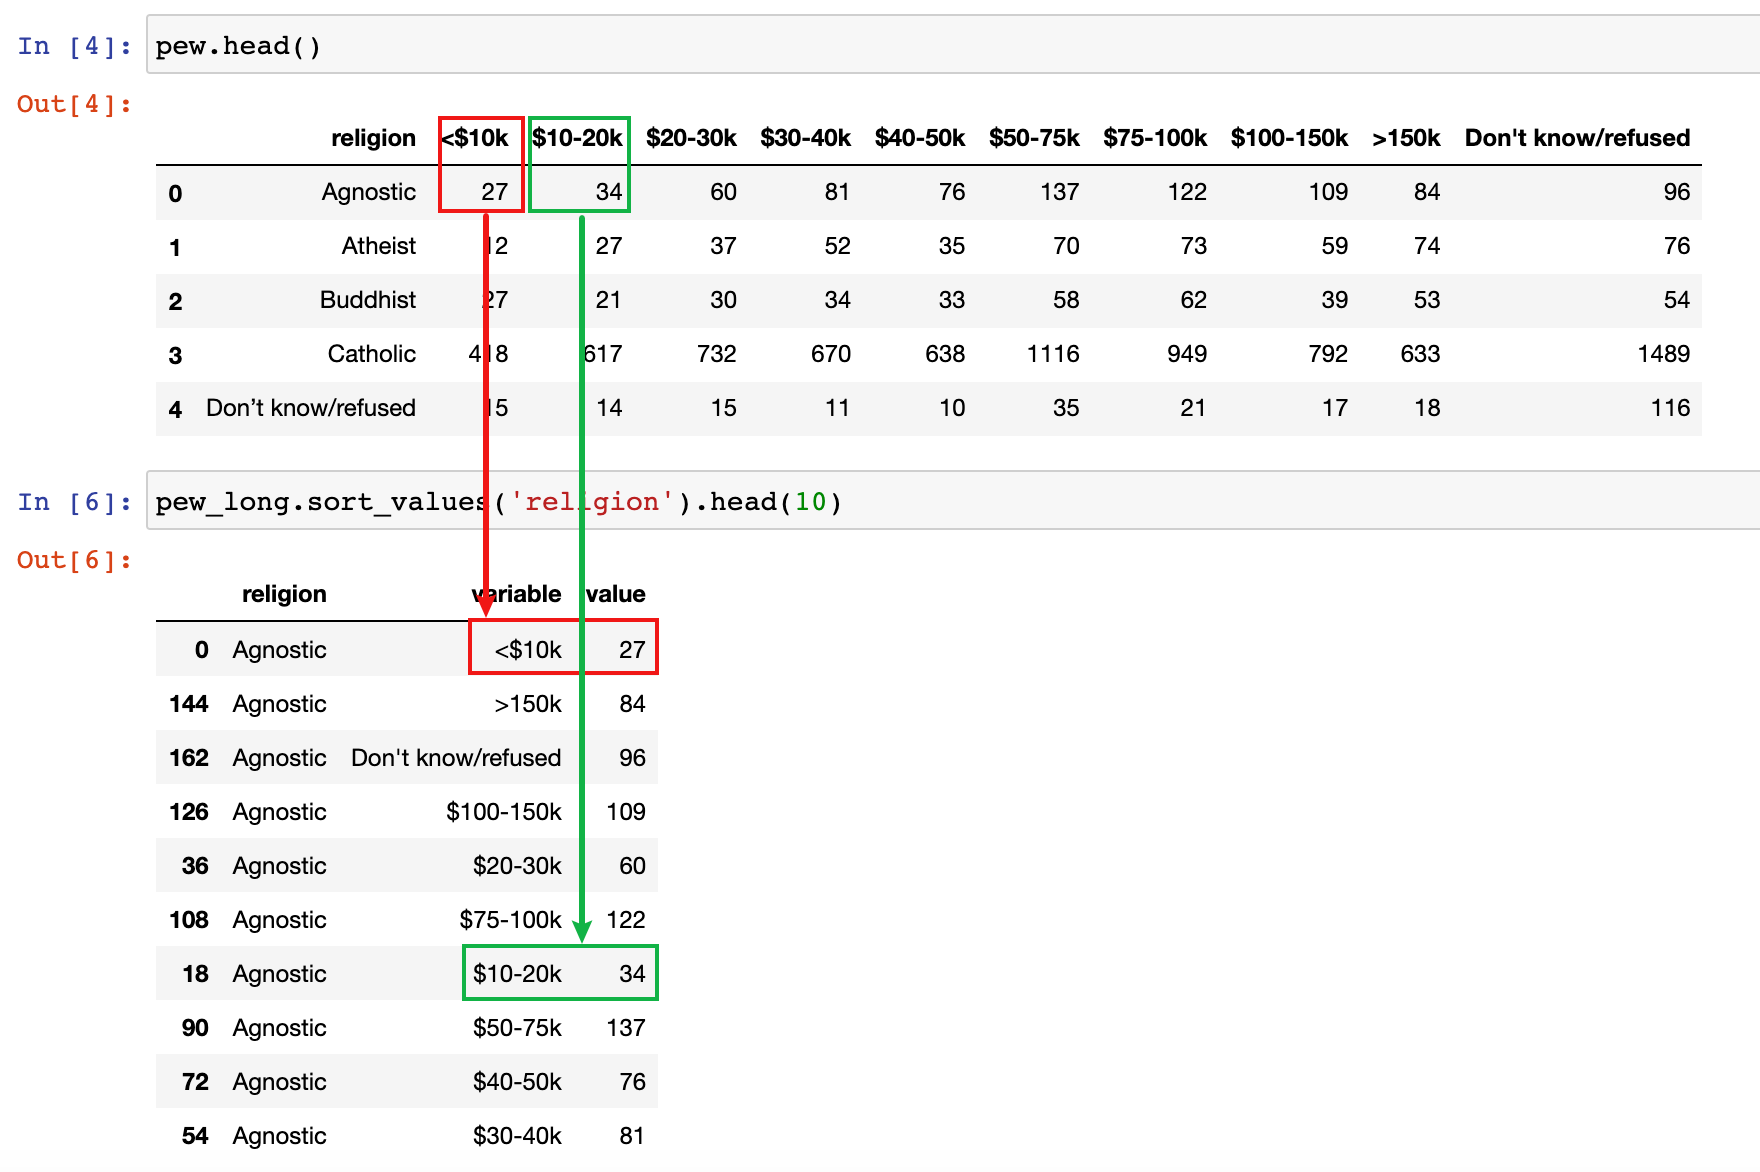 In [4]: pew.head()
Out[4]:
religion <$10k $10-20k $20-30k $30-40k $40-50k $50-75k $75-100k $100-150k >150k Don't know/refused
0 Agnostic 27 34 60 81 76 137 122 109 84 96
1 Atheist 12 27 37 52 35 70 73 59 74 76
2 Buddhist 27 21 30 34 33 58 62 39 53 54
3 Catholic 418 617 732 670 638 1116 949 792 633 1489
4 Don’t know/refused 15 14 15 11 10 35 21 17 18 116
In [6]: pew_long.sort_values('religion').head(10)
Out[6]:
religion variable value
0 Agnostic <$10k 27
144 Agnostic >150k 84
162 Agnostic Don't know/refused 96
126 Agnostic $100-150k 109
36 Agnostic $20-30k 60
108 Agnostic $75-100k 122
18 Agnostic $10-20k 34
90 Agnostic $50-75k 137
72 Agnostic $40-50k 76
54 Agnostic $30-40k 81